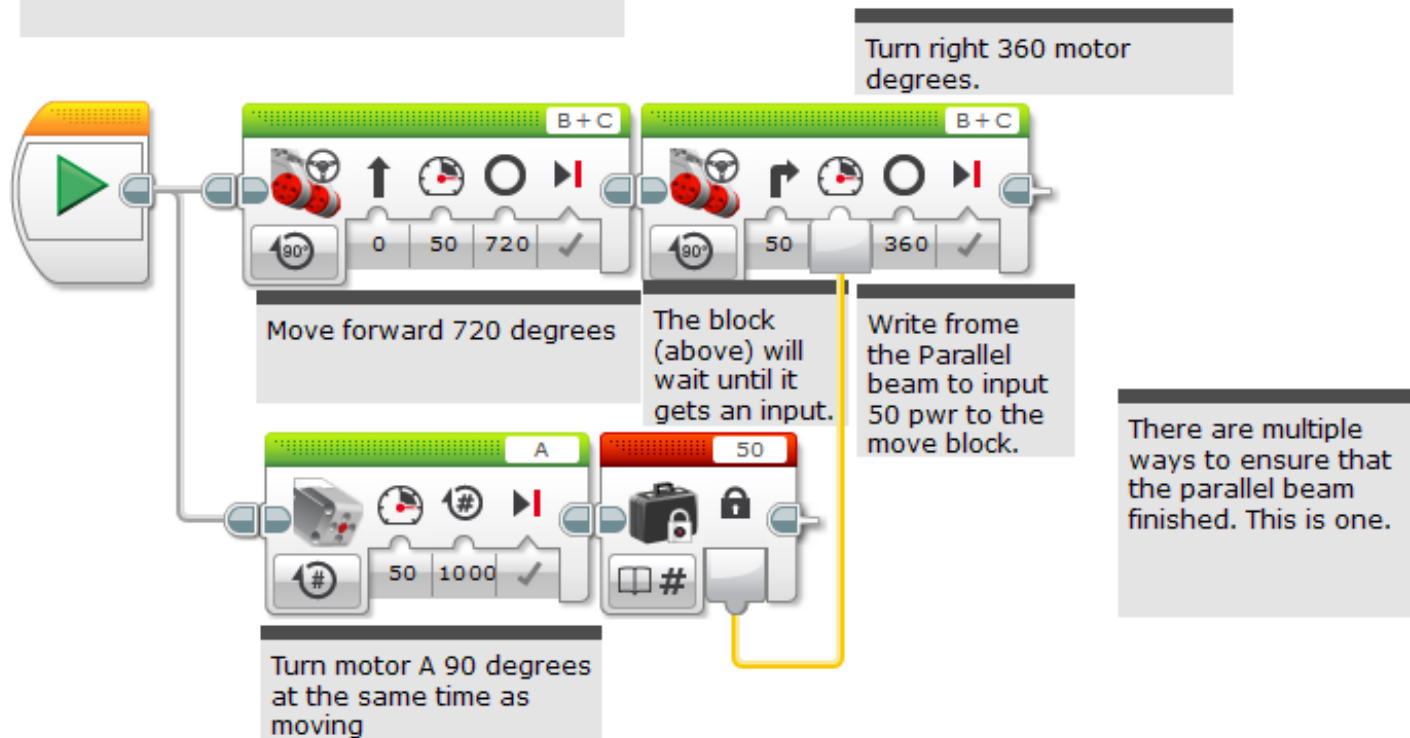 Turn right 360 motor
degrees.
B + C
B + C
90°
0
50
720
90°
50
360
Move forward 720 degrees
The block
(above) will
wait until it
gets an input.
Write frome
the Parallel
beam to input
50 pwr to the
move block.
There are multiple
ways to ensure that
the parallel beam
finished. This is one.
A
50
#
#
50
1000
#
Turn motor A 90 degrees
at the same time as
moving